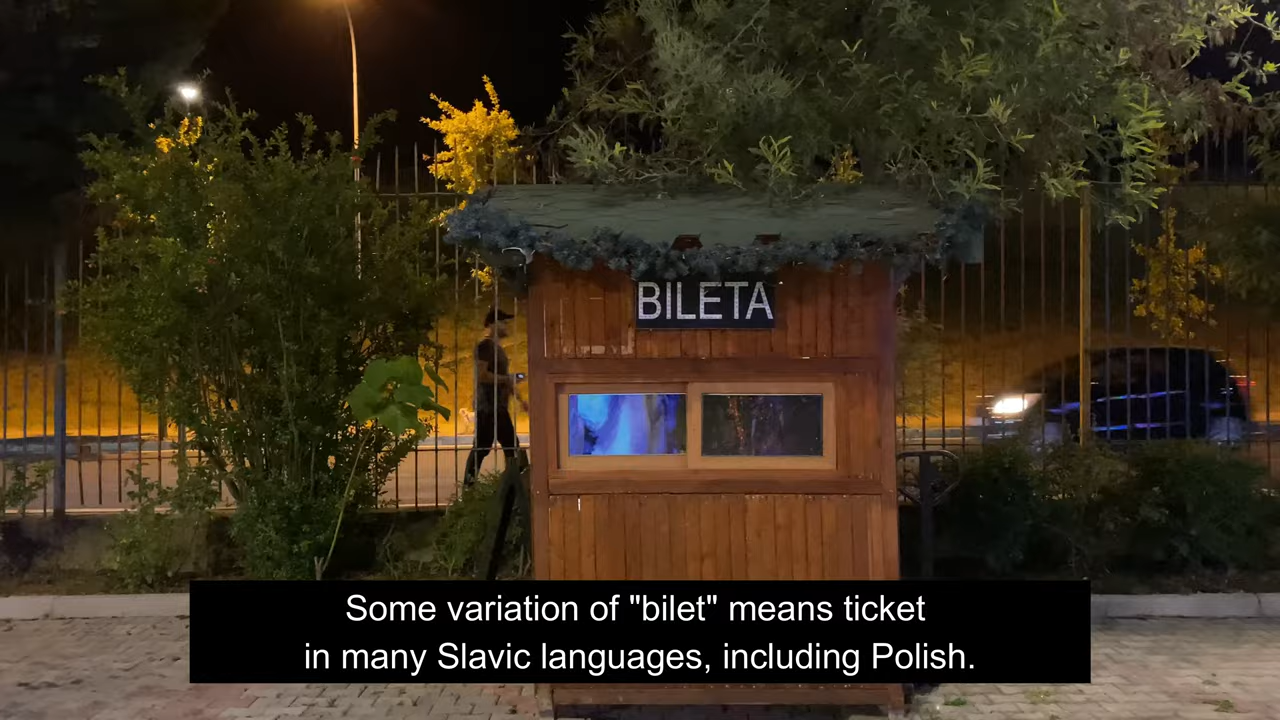 BILETA
Some variation of "bilet" means ticket
in many Slavic languages, including Polish.